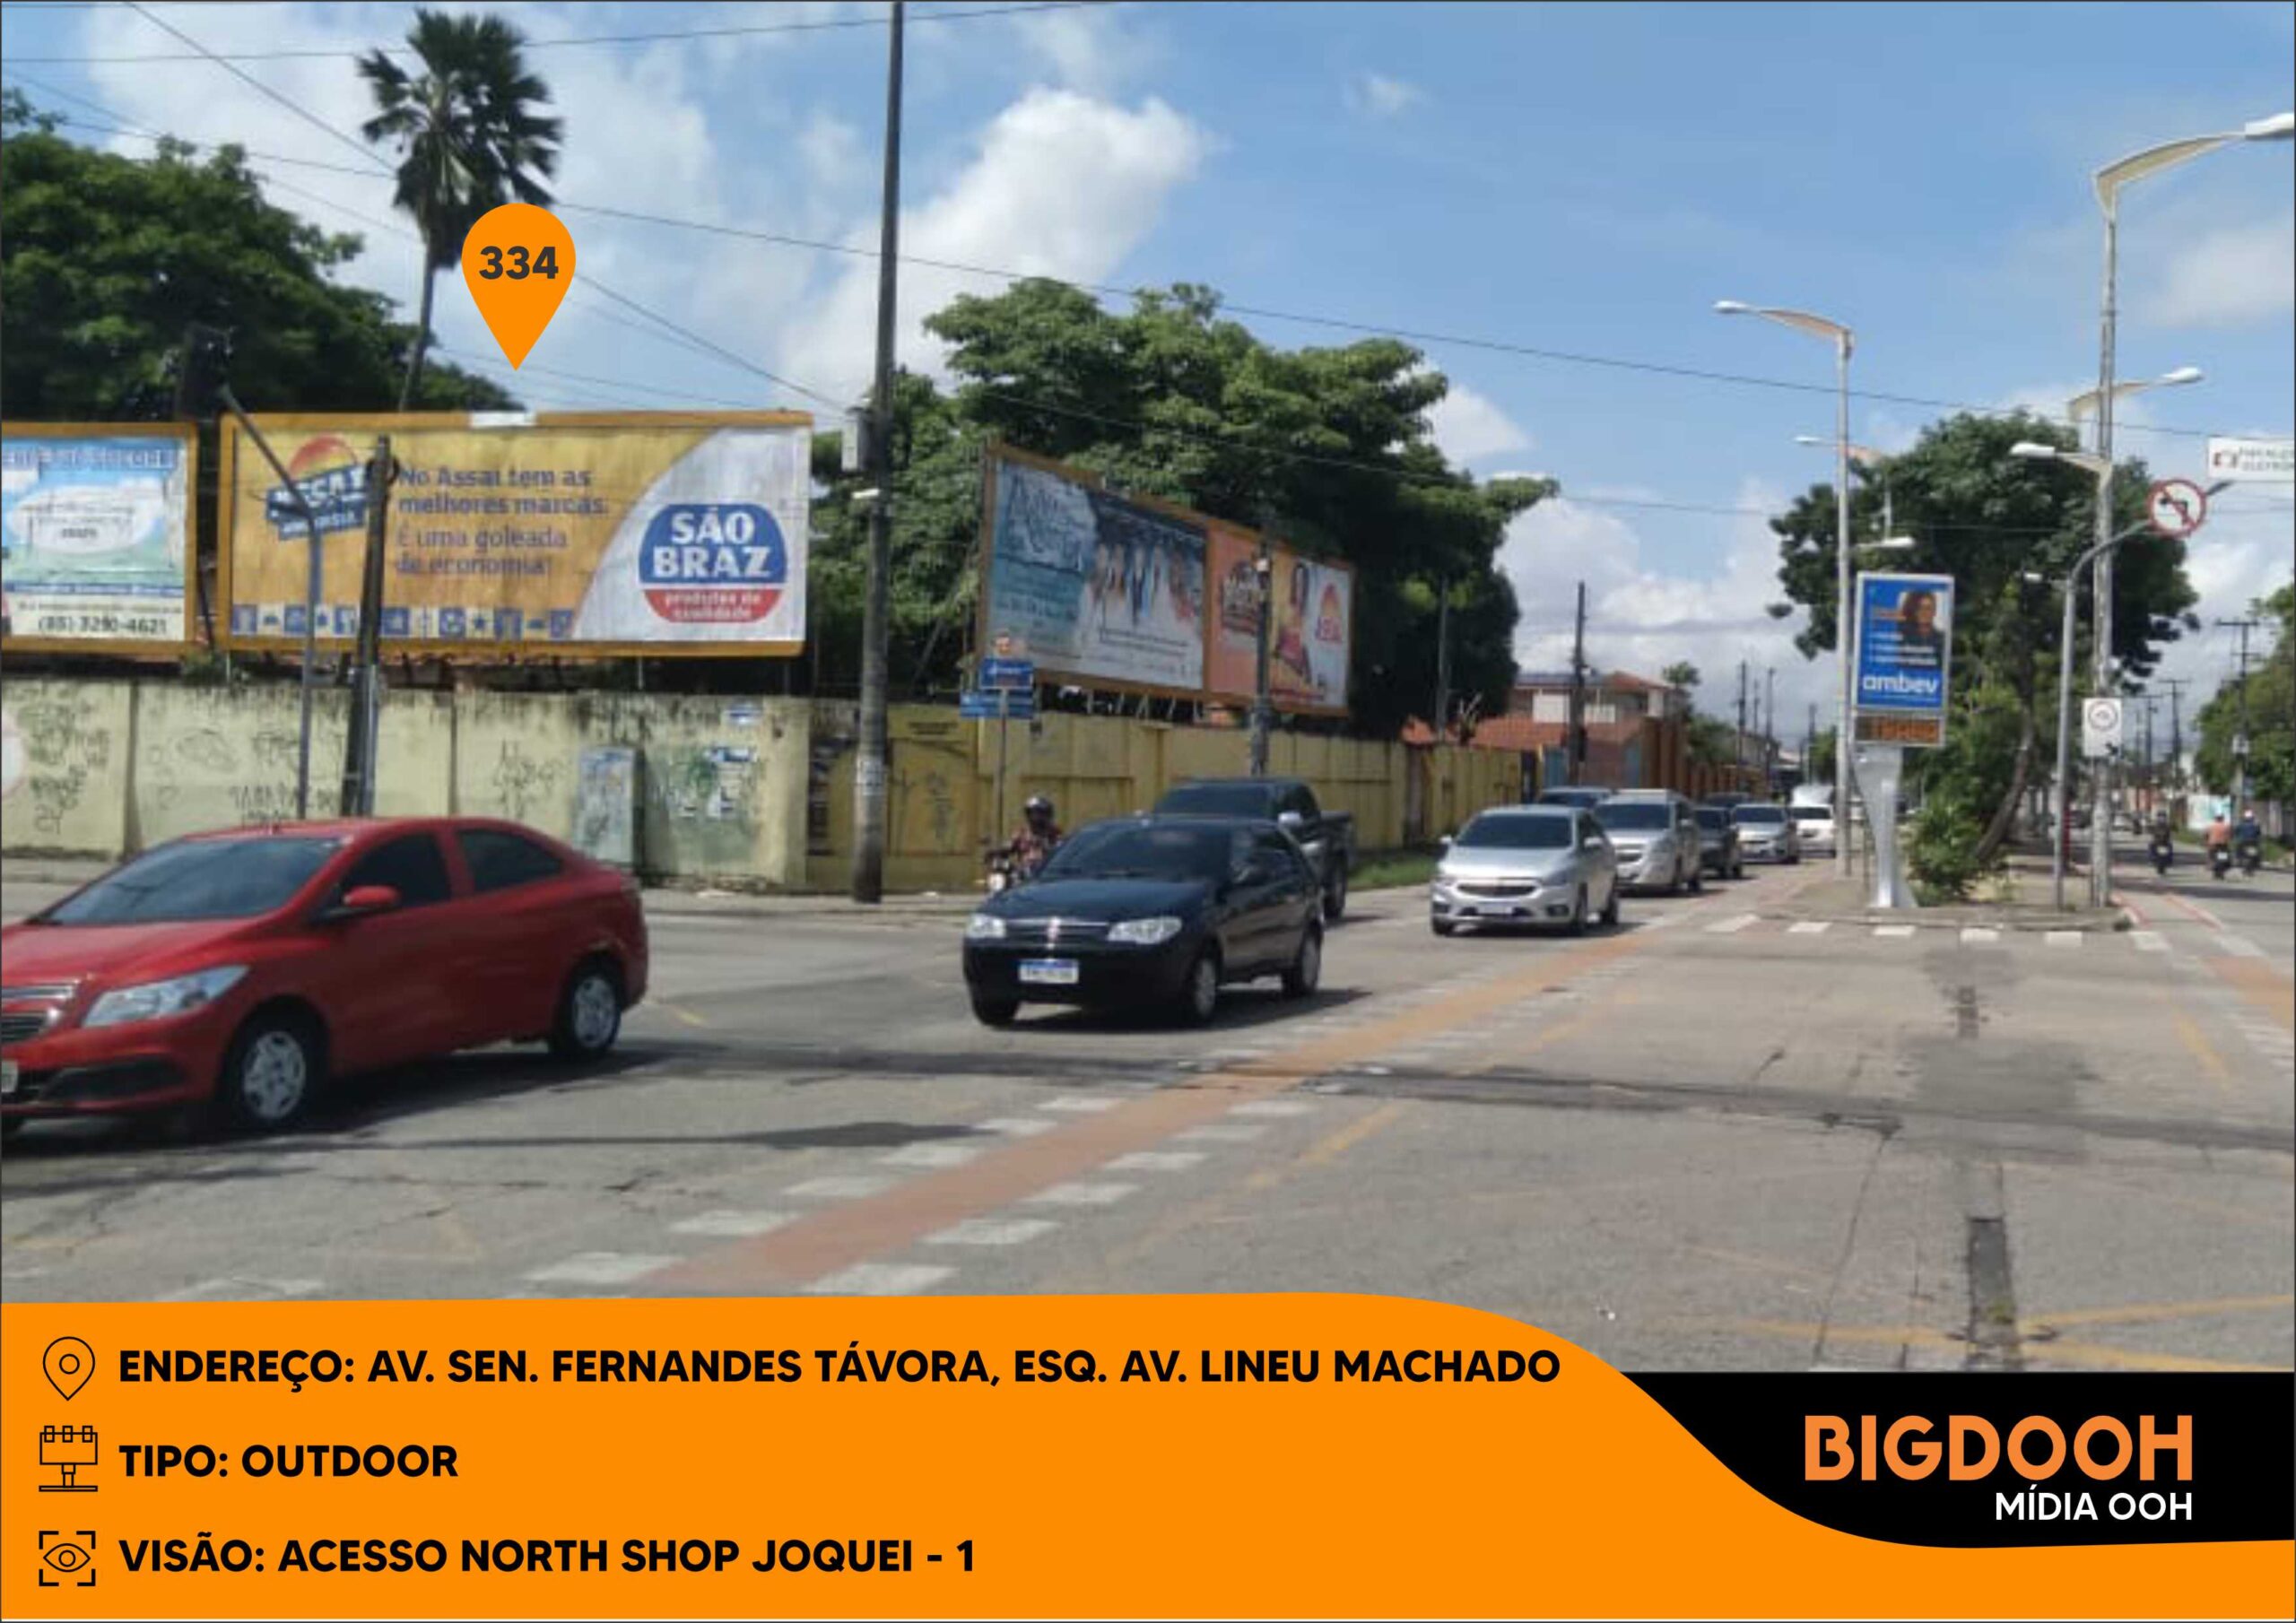 334
No Assaí tem as
melhores marcas.
É uma goleada
de economia!
SÃO
BRAZ
produtos de
qualidade
(85) 3290-4621
ambev
ENDEREÇO: AV. SEN. FERNANDES TÁVORA, ESQ. AV. LINEU MACHADO
TIPO: OUTDOOR
VISÃO: ACESSO NORTH SHOP JOQUEI - 1
BIGDOOH
MÍDIA OOH